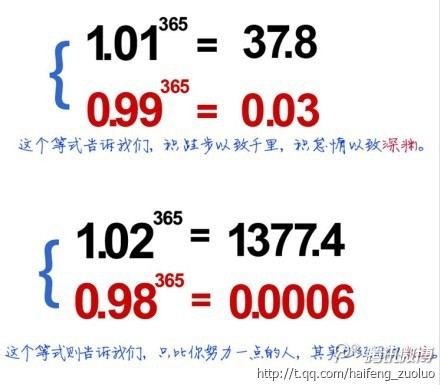 1.01^365 = 37.8
0.99^365 = 0.03
这个等式告诉我们，积跬步以致千里，积怠惰以致深渊。
1.02^365 = 1377.4
0.98^365 = 0.0006
这个等式则告诉我们，只比你努力一点的人，其实
腾讯微博
http://t.qq.com/haifeng_zuoluo